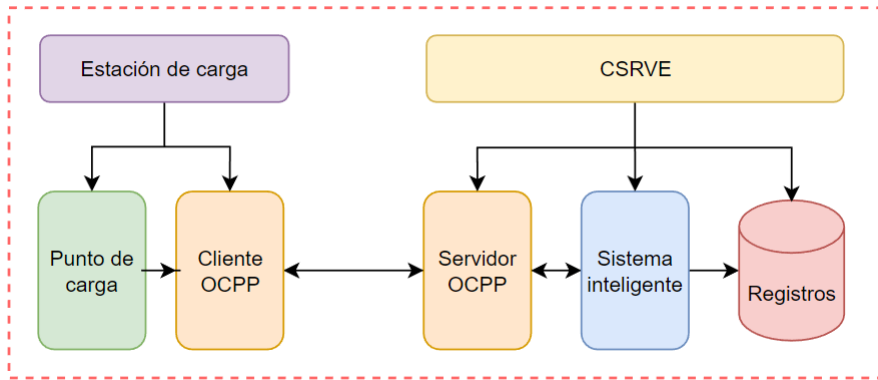 Estación de carga
CSRVE
Punto de
carga
Cliente
OCPP
Servidor
OCPP
Sistema
inteligente
Registros